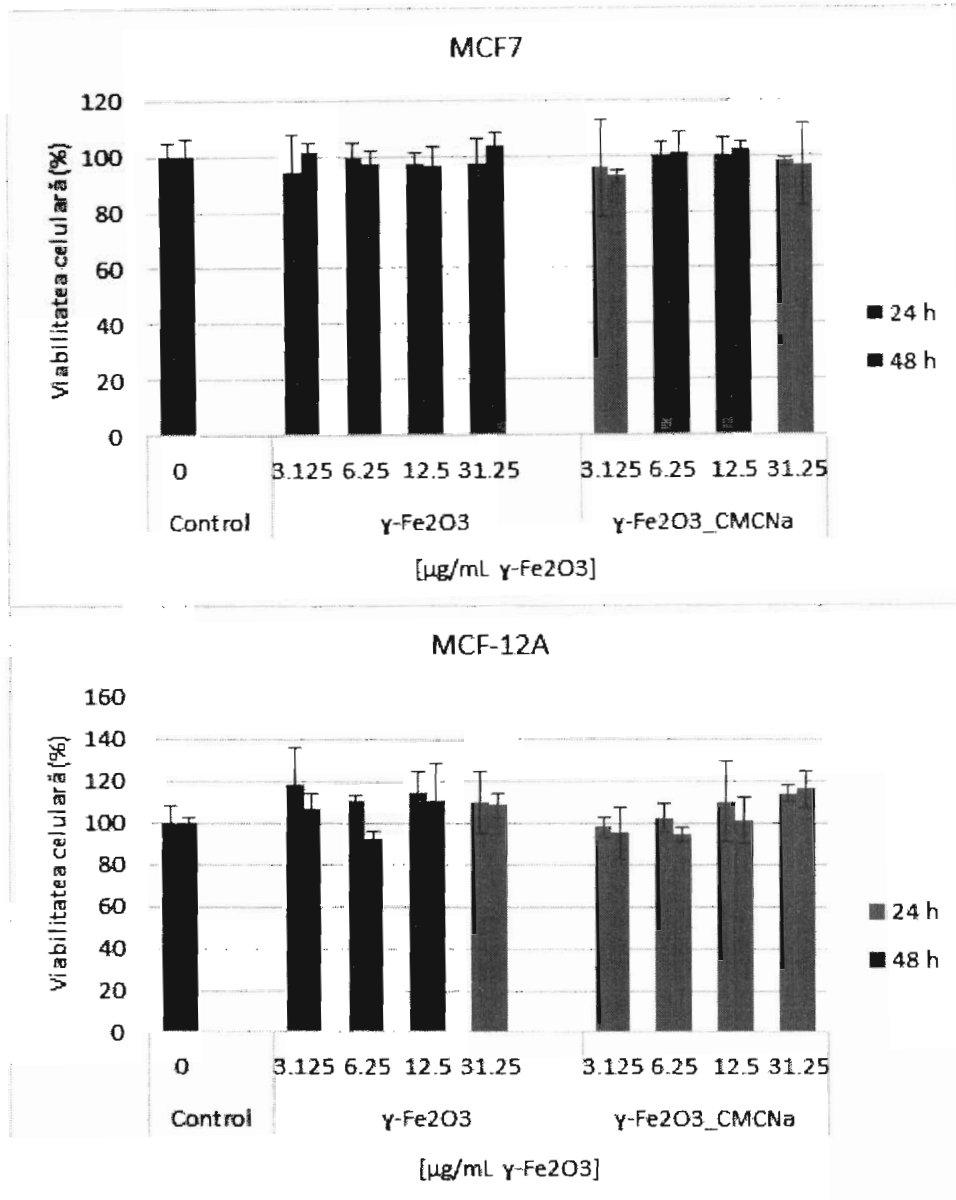 MCF7
120
100
80
60
40
20
0
Viabilitatea celulară (%)
24 h
48 h
0 3.125 6.25 12.5 31.25 3.125 6.25 12.5 31.25
Control γ-Fe2O3 γ-Fe2O3_CMCNa
[µg/mL γ-Fe2O3]
MCF-12A
160
140
120
100
80
60
40
20
0
Viabilitatea celulară (%)
24 h
48 h
0 3.125 6.25 12.5 31.25 3.125 6.25 12.5 31.25
Control γ-Fe2O3 γ-Fe2O3_CMCNa
[µg/mL γ-Fe2O3]